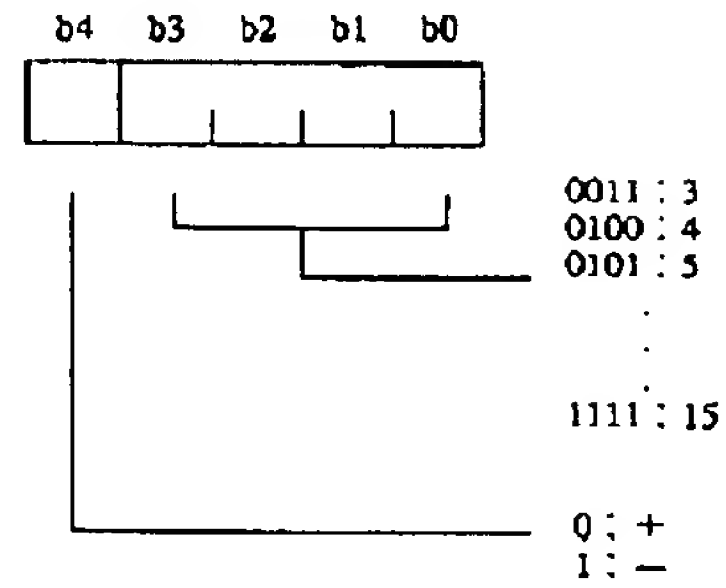 b4 b3 b2 b1 b0
0011 : 3
0100 : 4
0101 : 5
.
.
.
1111 : 15
0 : +
1 : —